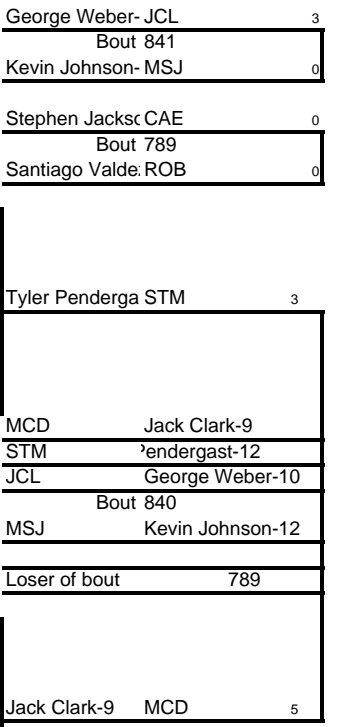 George Weber- JCL 3
Bout 841
Kevin Johnson- MSJ 0
Stephen Jacksc CAE 0
Bout 789
Santiago Valde: ROB 0
Tyler Penderga STM 3
MCD Jack Clark-9
STM Pendergast-12
JCL George Weber-10
Bout 840
MSJ Kevin Johnson-12
Loser of bout 789
Jack Clark-9 MCD 5